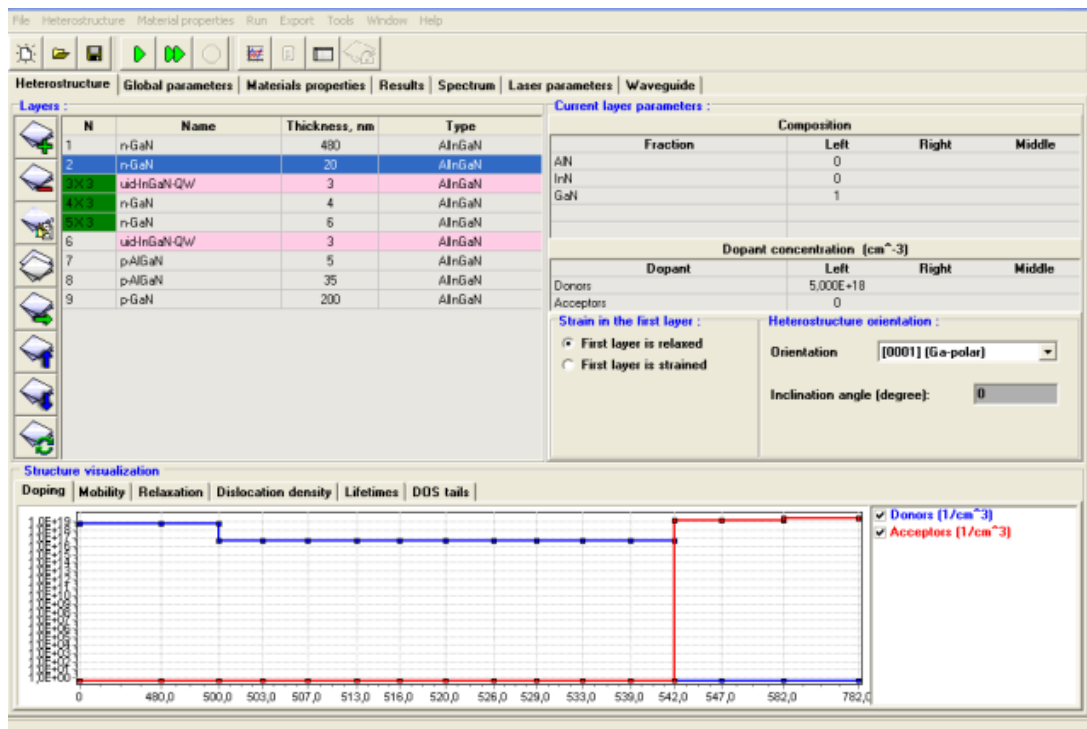 File Heterostructure Material properties Run Export Tools Window Help
Heterostructure Global parameters Materials properties Results Spectrum Laser parameters Waveguide
Layers :
N Name Thickness, nm Type
1 n-GaN 480 AlInGaN
2 n-GaN 20 AlInGaN
3X3 uid-InGaN-QW 3 AlInGaN
4X3 n-GaN 4 AlInGaN
5X3 n-GaN 6 AlInGaN
6 uid-InGaN-QW 3 AlInGaN
7 p-AlGaN 5 AlInGaN
8 p-AlGaN 35 AlInGaN
9 p-GaN 200 AlInGaN
Current layer parameters :
Composition
Fraction Left Right Middle
AlN 0
InN 0
GaN 1
Dopant concentration (cm^-3)
Dopant Left Right Middle
Donors 5,000E+18
Acceptors 0
Strain in the first layer :
First layer is relaxed
First layer is strained
Heterostructure orientation :
Orientation [0001] (Ga-polar)
Inclination angle (degree): 0
Structure visualization
Doping Mobility Relaxation Dislocation density Lifetimes DOS tails
1,0E+19
1,0E+00
0 480,0 500,0 503,0 507,0 513,0 516,0 520,0 526,0 529,0 533,0 539,0 542,0 547,0 582,0 782,0
Donors (1/cm^3)
Acceptors (1/cm^3)